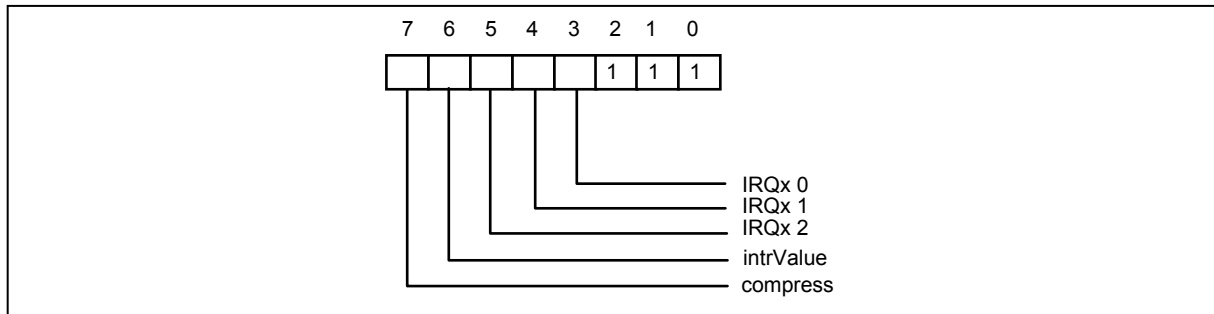 7 6 5 4 3 2 1 0
1 1 1
IRQx 0
IRQx 1
IRQx 2
intrValue
compress